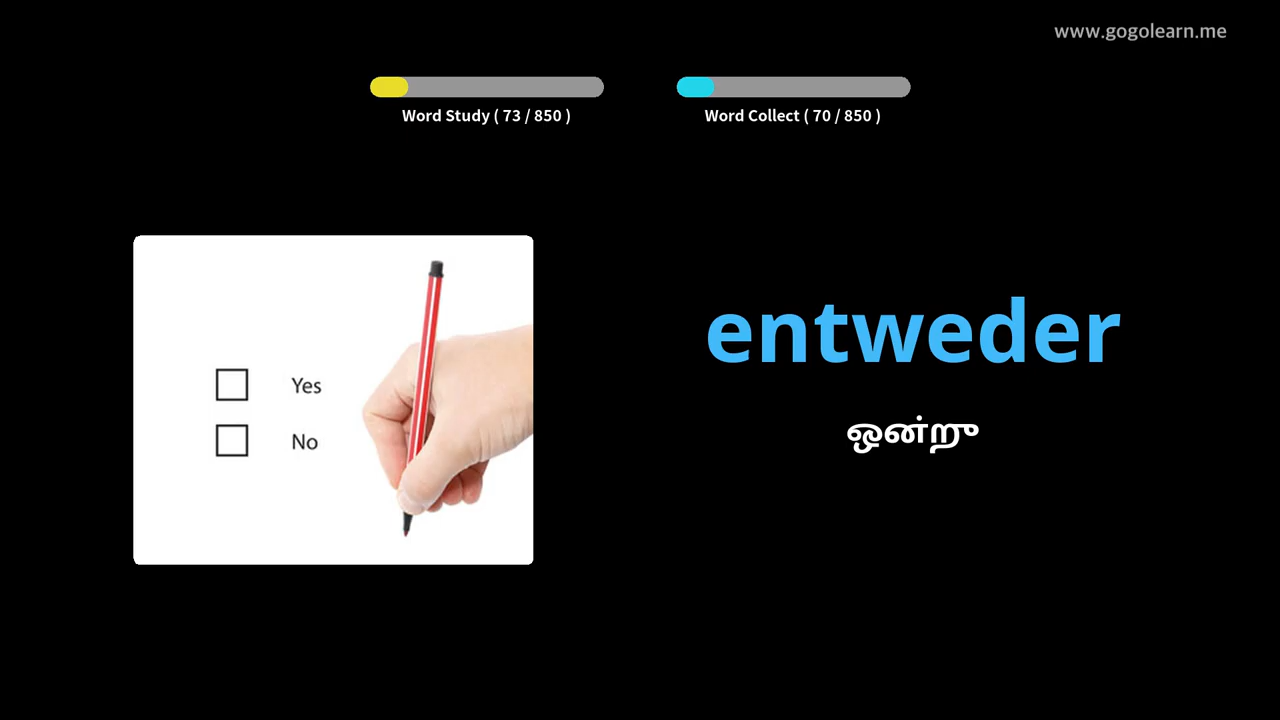 www.gogolearn.me
Word Study ( 73 / 850 )
Word Collect ( 70 / 850 )
Yes
No
entweder
ஒன்று